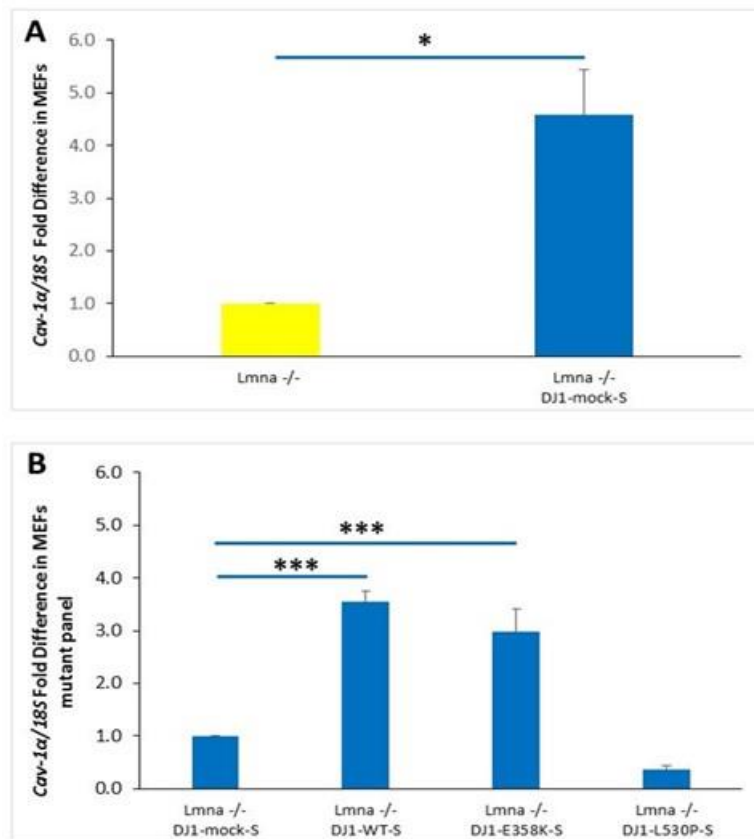 A
*
Cav-1α/18S Fold Difference in MEFs
6.0
5.0
4.0
3.0
2.0
1.0
0.0
Lmna -/-
Lmna -/-
DJ1-mock-S
B
***
***
Cav-1α/18S Fold Difference in MEFs
mutant panel
6.0
5.0
4.0
3.0
2.0
1.0
0.0
Lmna -/-
DJ1-mock-S
Lmna -/-
DJ1-WT-S
Lmna -/-
DJ1-E358K-S
Lmna -/-
DJ1-L530P-S